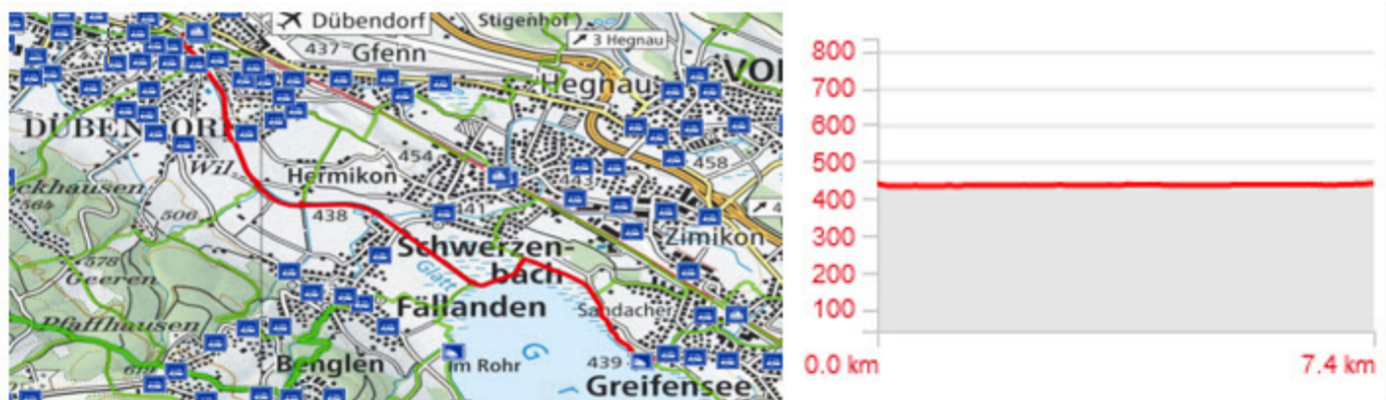 Dübendorf
Stigenhof
437
Gfenn
3 Hegnau
Hegnau
VOI
DÜBENDORF
454
458
Wil
Hermikon
443
ckhausen
564
506
438
441
Schwerzen-
bach
Zimikon
578
Geeren
Glatt
Fällanden
Sandacher
Pfaffhausen
Benglen
Im Rohr
G
r
439
Greifensee
800
700
600
500
400
300
200
100
0.0 km
7.4 km